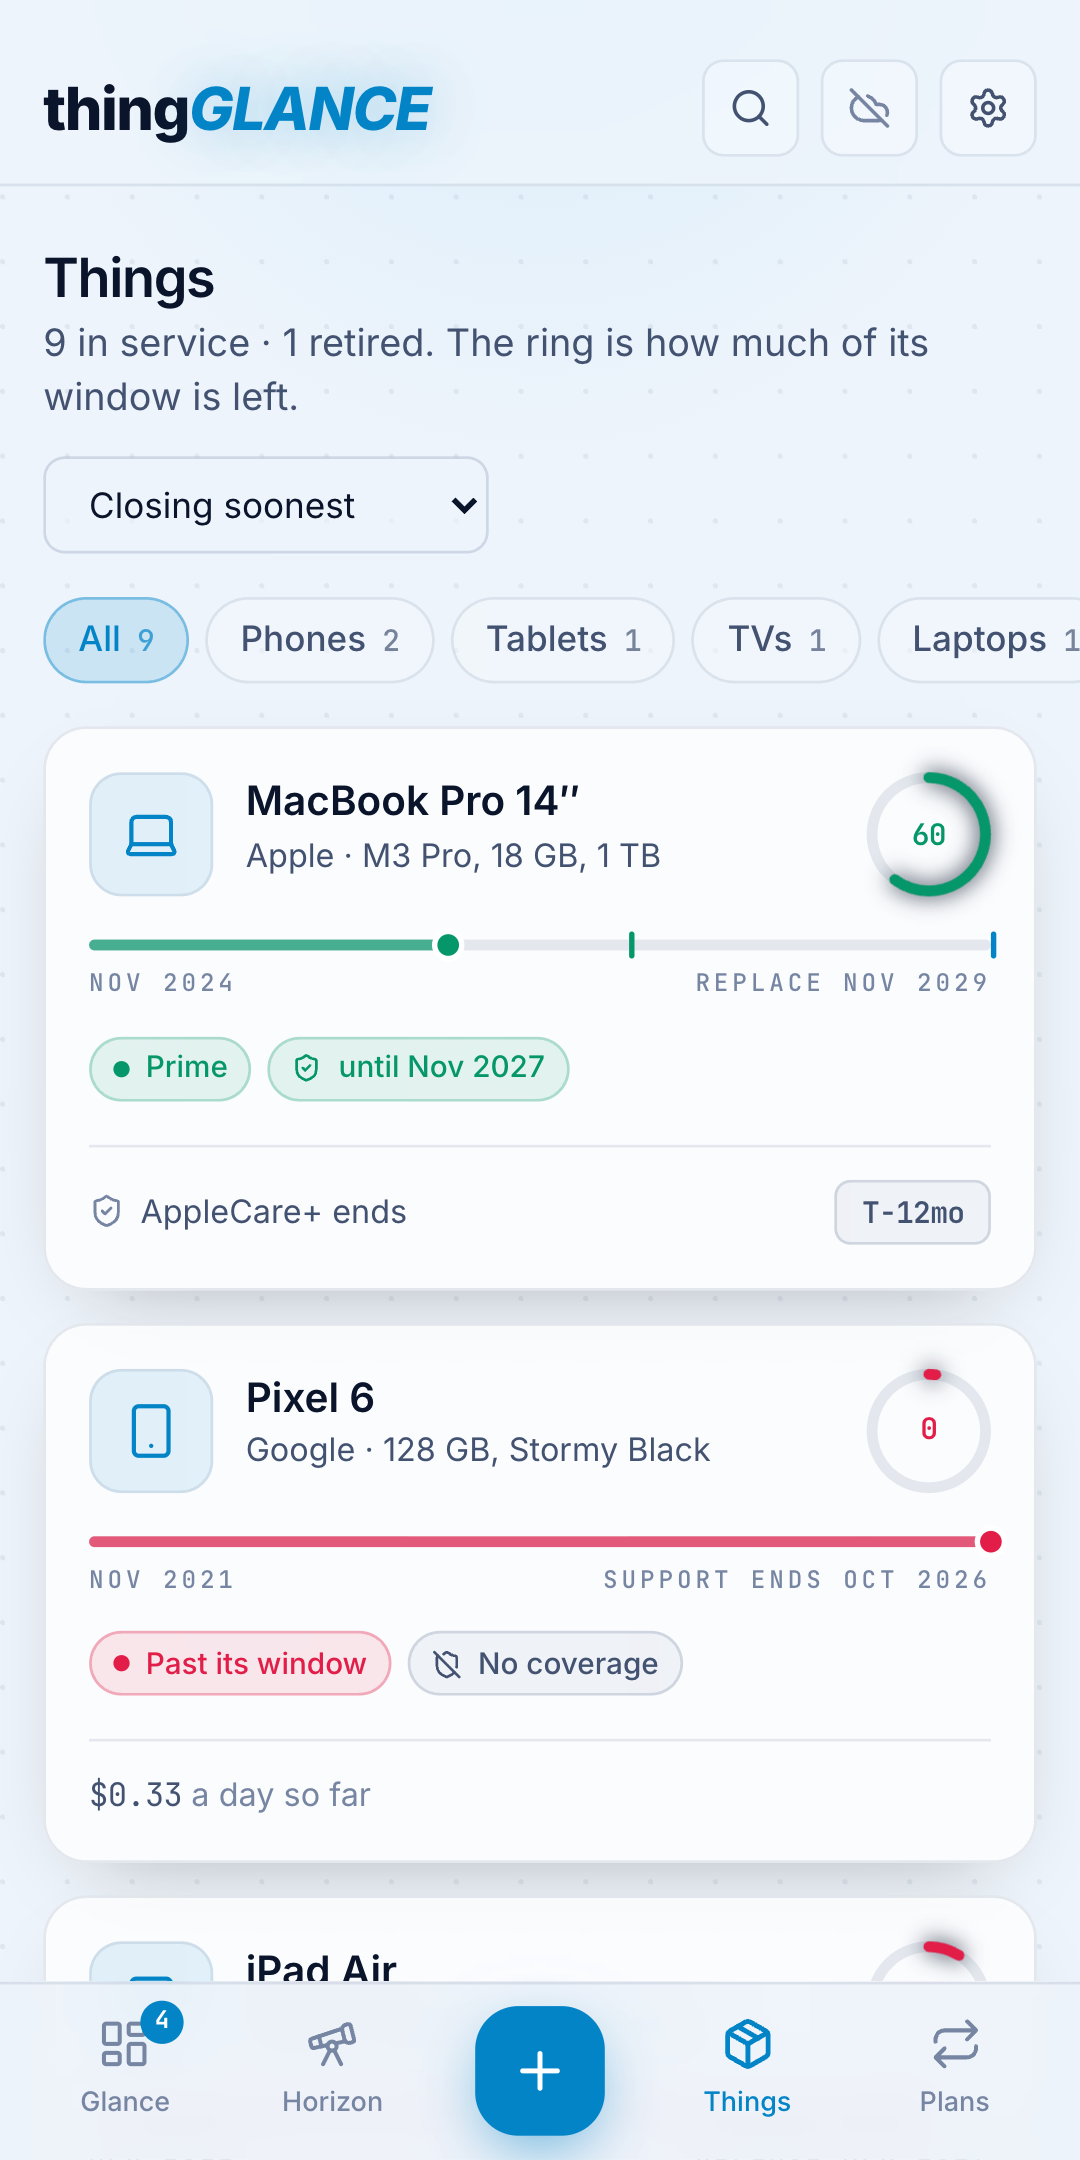 thingGLANCE
Things
9 in service · 1 retired. The ring is how much of its
window is left.
Closing soonest
All 9 Phones 2 Tablets 1 TVs 1 Laptops 1
MacBook Pro 14″
Apple · M3 Pro, 18 GB, 1 TB
60
NOV 2024 REPLACE NOV 2029
Prime until Nov 2027
AppleCare+ ends T-12mo
Pixel 6
Google · 128 GB, Stormy Black
0
NOV 2021 SUPPORT ENDS OCT 2026
Past its window No coverage
$0.33 a day so far
iPad Air
4
Glance Horizon Things Plans